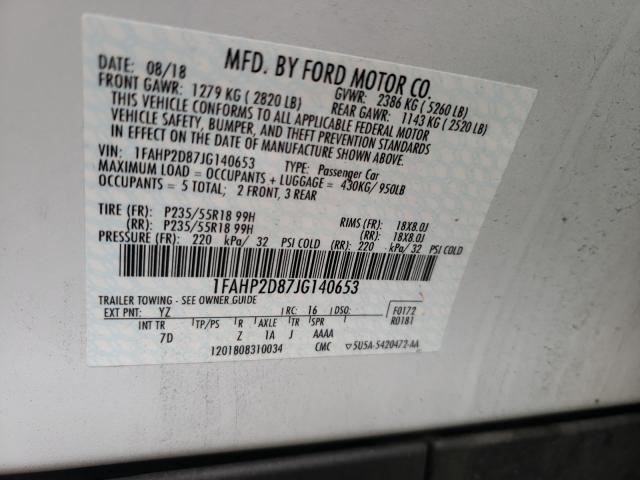 MFD. BY FORD MOTOR CO.
DATE: 08/18 GVWR: 2386 KG ( 5260 LB)
FRONT GAWR: 1279 KG ( 2820 LB) REAR GAWR: 1143 KG ( 2520 LB)
THIS VEHICLE CONFORMS TO ALL APPLICABLE FEDERAL MOTOR
VEHICLE SAFETY, BUMPER, AND THEFT PREVENTION STANDARDS
IN EFFECT ON THE DATE OF MANUFACTURE SHOWN ABOVE.
VIN: 1FAHP2D87JG140653 TYPE: Passenger Car
MAXIMUM LOAD = OCCUPANTS + LUGGAGE = 430KG/ 950LB
OCCUPANTS = 5 TOTAL; 2 FRONT, 3 REAR
TIRE (FR): P235/55R18 99H RIMS (FR): 18X8.0J
(RR): P235/55R18 99H (RR): 18X8.0J
PRESSURE (FR): 220 kPa/ 32 PSI COLD (RR): 220 kPa/ 32 PSI COLD
1FAHP2D87JG140653
TRAILER TOWING - SEE OWNER GUIDE
EXT PNT: YZ RC: 16 DSO: F0172
R0181
INT TR TP/PS R AXLE TR SPR
7D Z 1A J AAAA
1201808310034 CMC ▽5U5A-5420472-AA